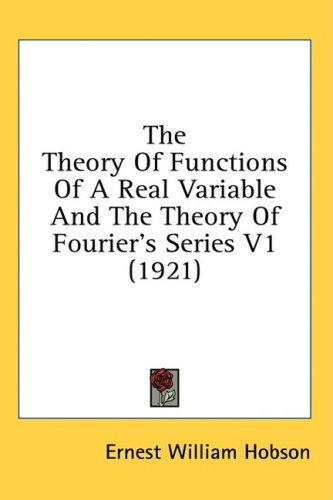 The
Theory Of Functions
Of A Real Variable
And The Theory Of
Fourier's Series V1
(1921)
Ernest William Hobson